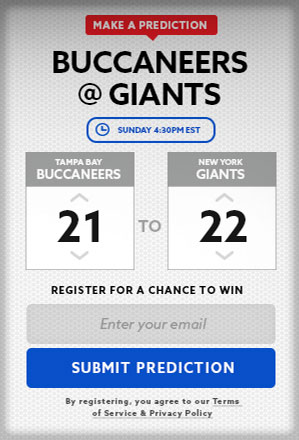 MAKE A PREDICTION
BUCCANEERS
@ GIANTS
SUNDAY 4:30PM EST
TAMPA BAY
BUCCANEERS
NEW YORK
GIANTS
21 TO 22
REGISTER FOR A CHANCE TO WIN
Enter your email
SUBMIT PREDICTION
By registering, you agree to our Terms
of Service & Privacy Policy